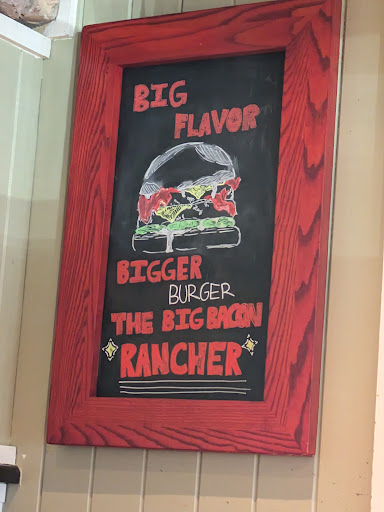 BIG
FLAVOR
BIGGER
BURGER
THE BIG BACON
RANCHER